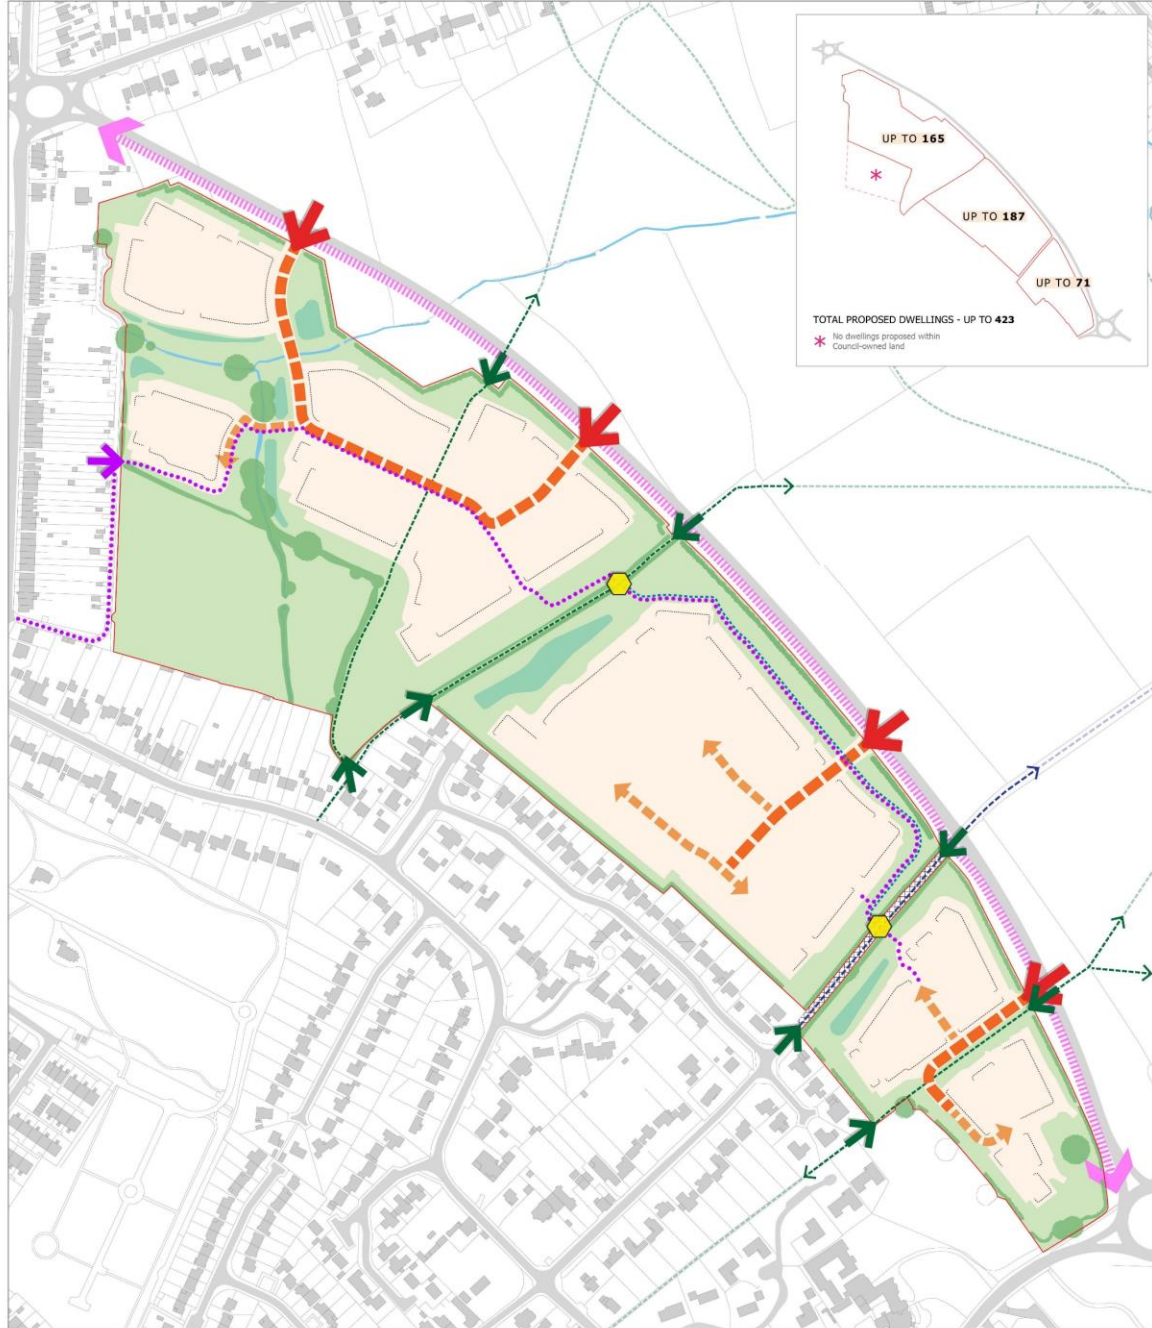 UP TO 165
UP TO 187
UP TO 71
TOTAL PROPOSED DWELLINGS - UP TO 423
No dwellings proposed within
Council-owned land